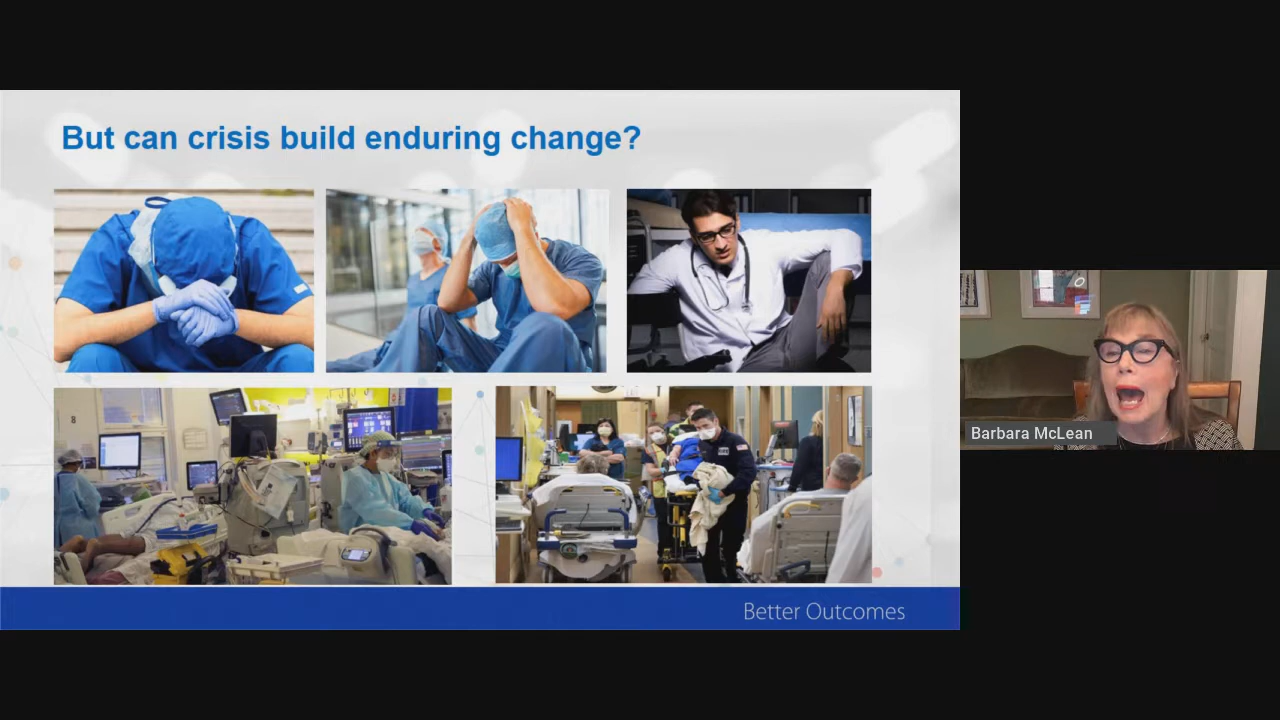 But can crisis build enduring change?
Barbara McLean
Better Outcomes